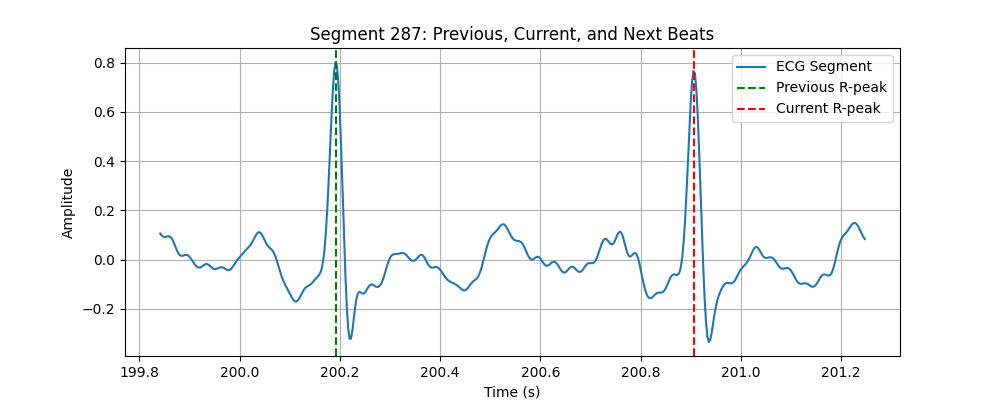 Segment 287: Previous, Current, and Next Beats
ECG Segment
Previous R-peak
Current R-peak
Amplitude
0.8
0.6
0.4
0.2
0.0
−0.2
199.8 200.0 200.2 200.4 200.6 200.8 201.0 201.2
Time (s)